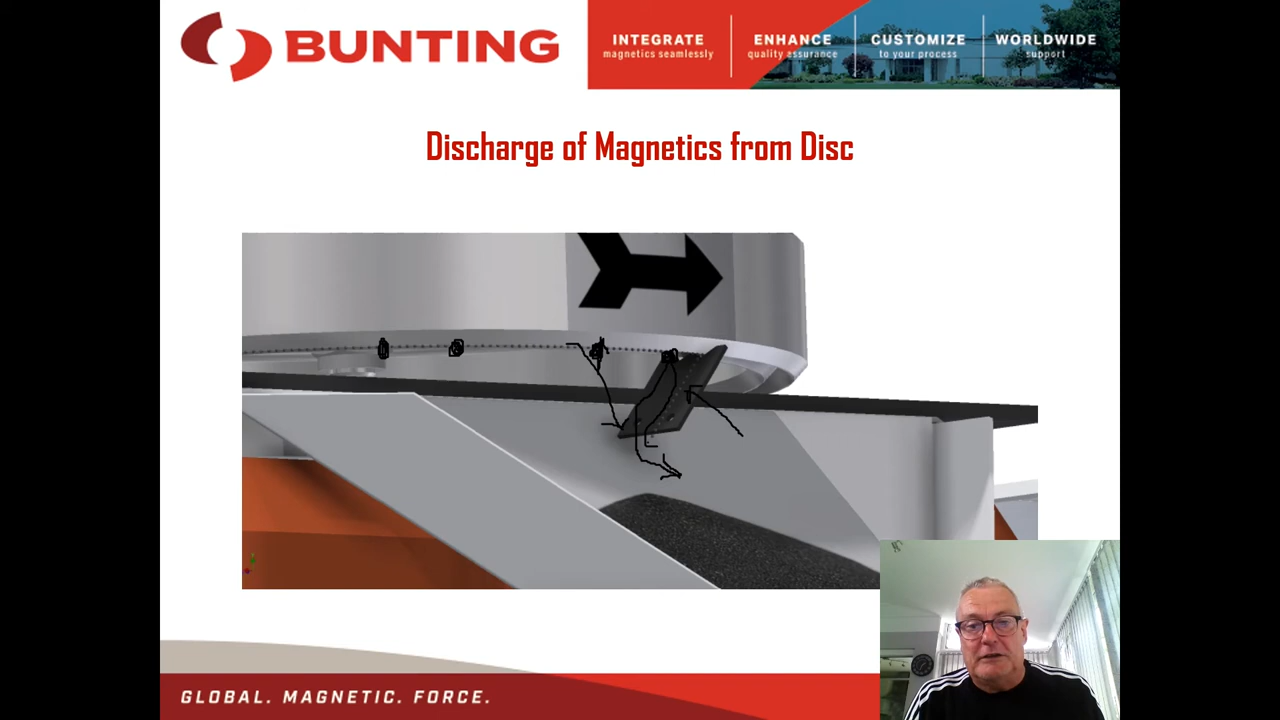 BUNTING
INTEGRATE
magnetics seamlessly
ENHANCE
quality assurance
CUSTOMIZE
to your process
WORLDWIDE
support
Discharge of Magnetics from Disc
GLOBAL. MAGNETIC. FORCE.